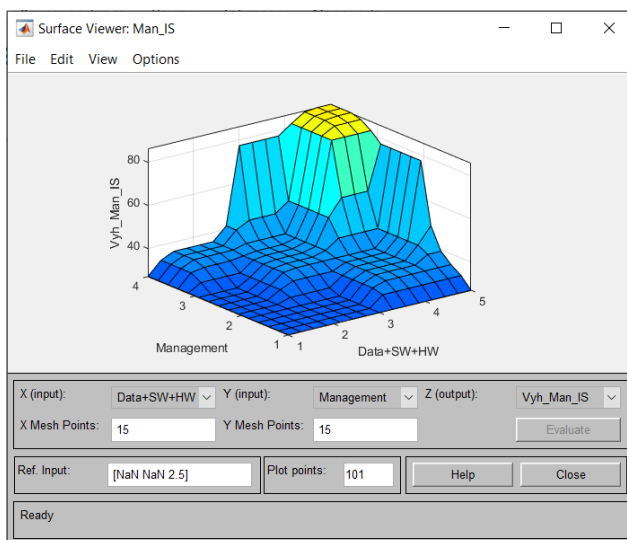 Surface Viewer: Man_IS
File Edit View Options
80
60
40
Vyh_Man_IS
4
3
2
1
Management
1
2
3
4
5
Data+SW+HW
X (input): Data+SW+HW Y (input): Management Z (output): Vyh_Man_IS
X Mesh Points: 15 Y Mesh Points: 15 Evaluate
Ref. Input: [NaN NaN 2.5] Plot points: 101 Help Close
Ready